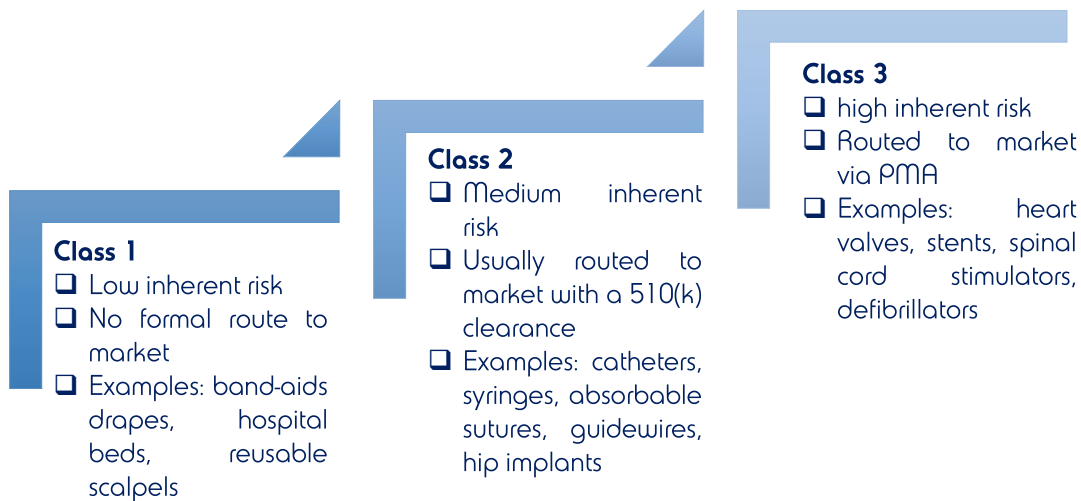 Class 1
❑ Low inherent risk
❑ No formal route to
market
❑ Examples: band-aids
drapes, hospital
beds, reusable
scalpels
Class 2
❑ Medium inherent
risk
❑ Usually routed to
market with a 510(k)
clearance
❑ Examples: catheters,
syringes, absorbable
sutures, guidewires,
hip implants
Class 3
❑ high inherent risk
❑ Routed to market
via PMA
❑ Examples: heart
valves, stents, spinal
cord stimulators,
defibrillators